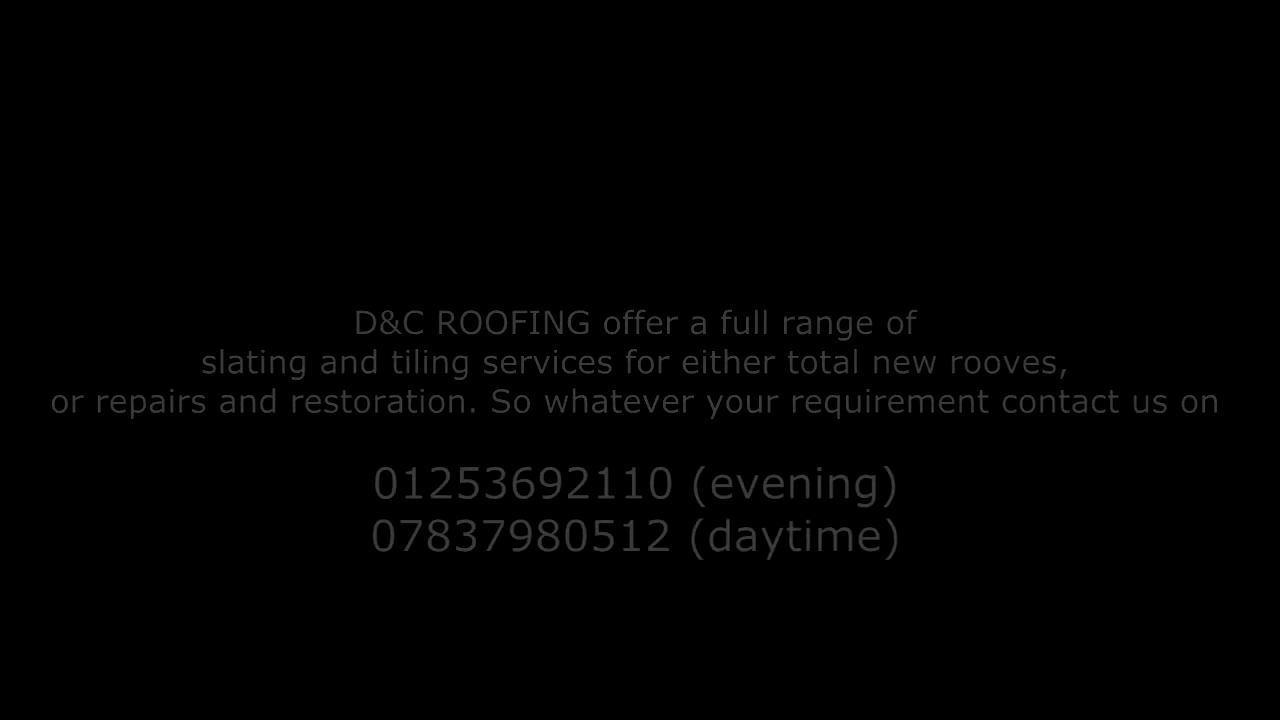 D&C ROOFING offer a full range of
slating and tiling services for either total new rooves,
or repairs and restoration. So whatever your requirement contact us on
01253692110 (evening)
07837980512 (daytime)